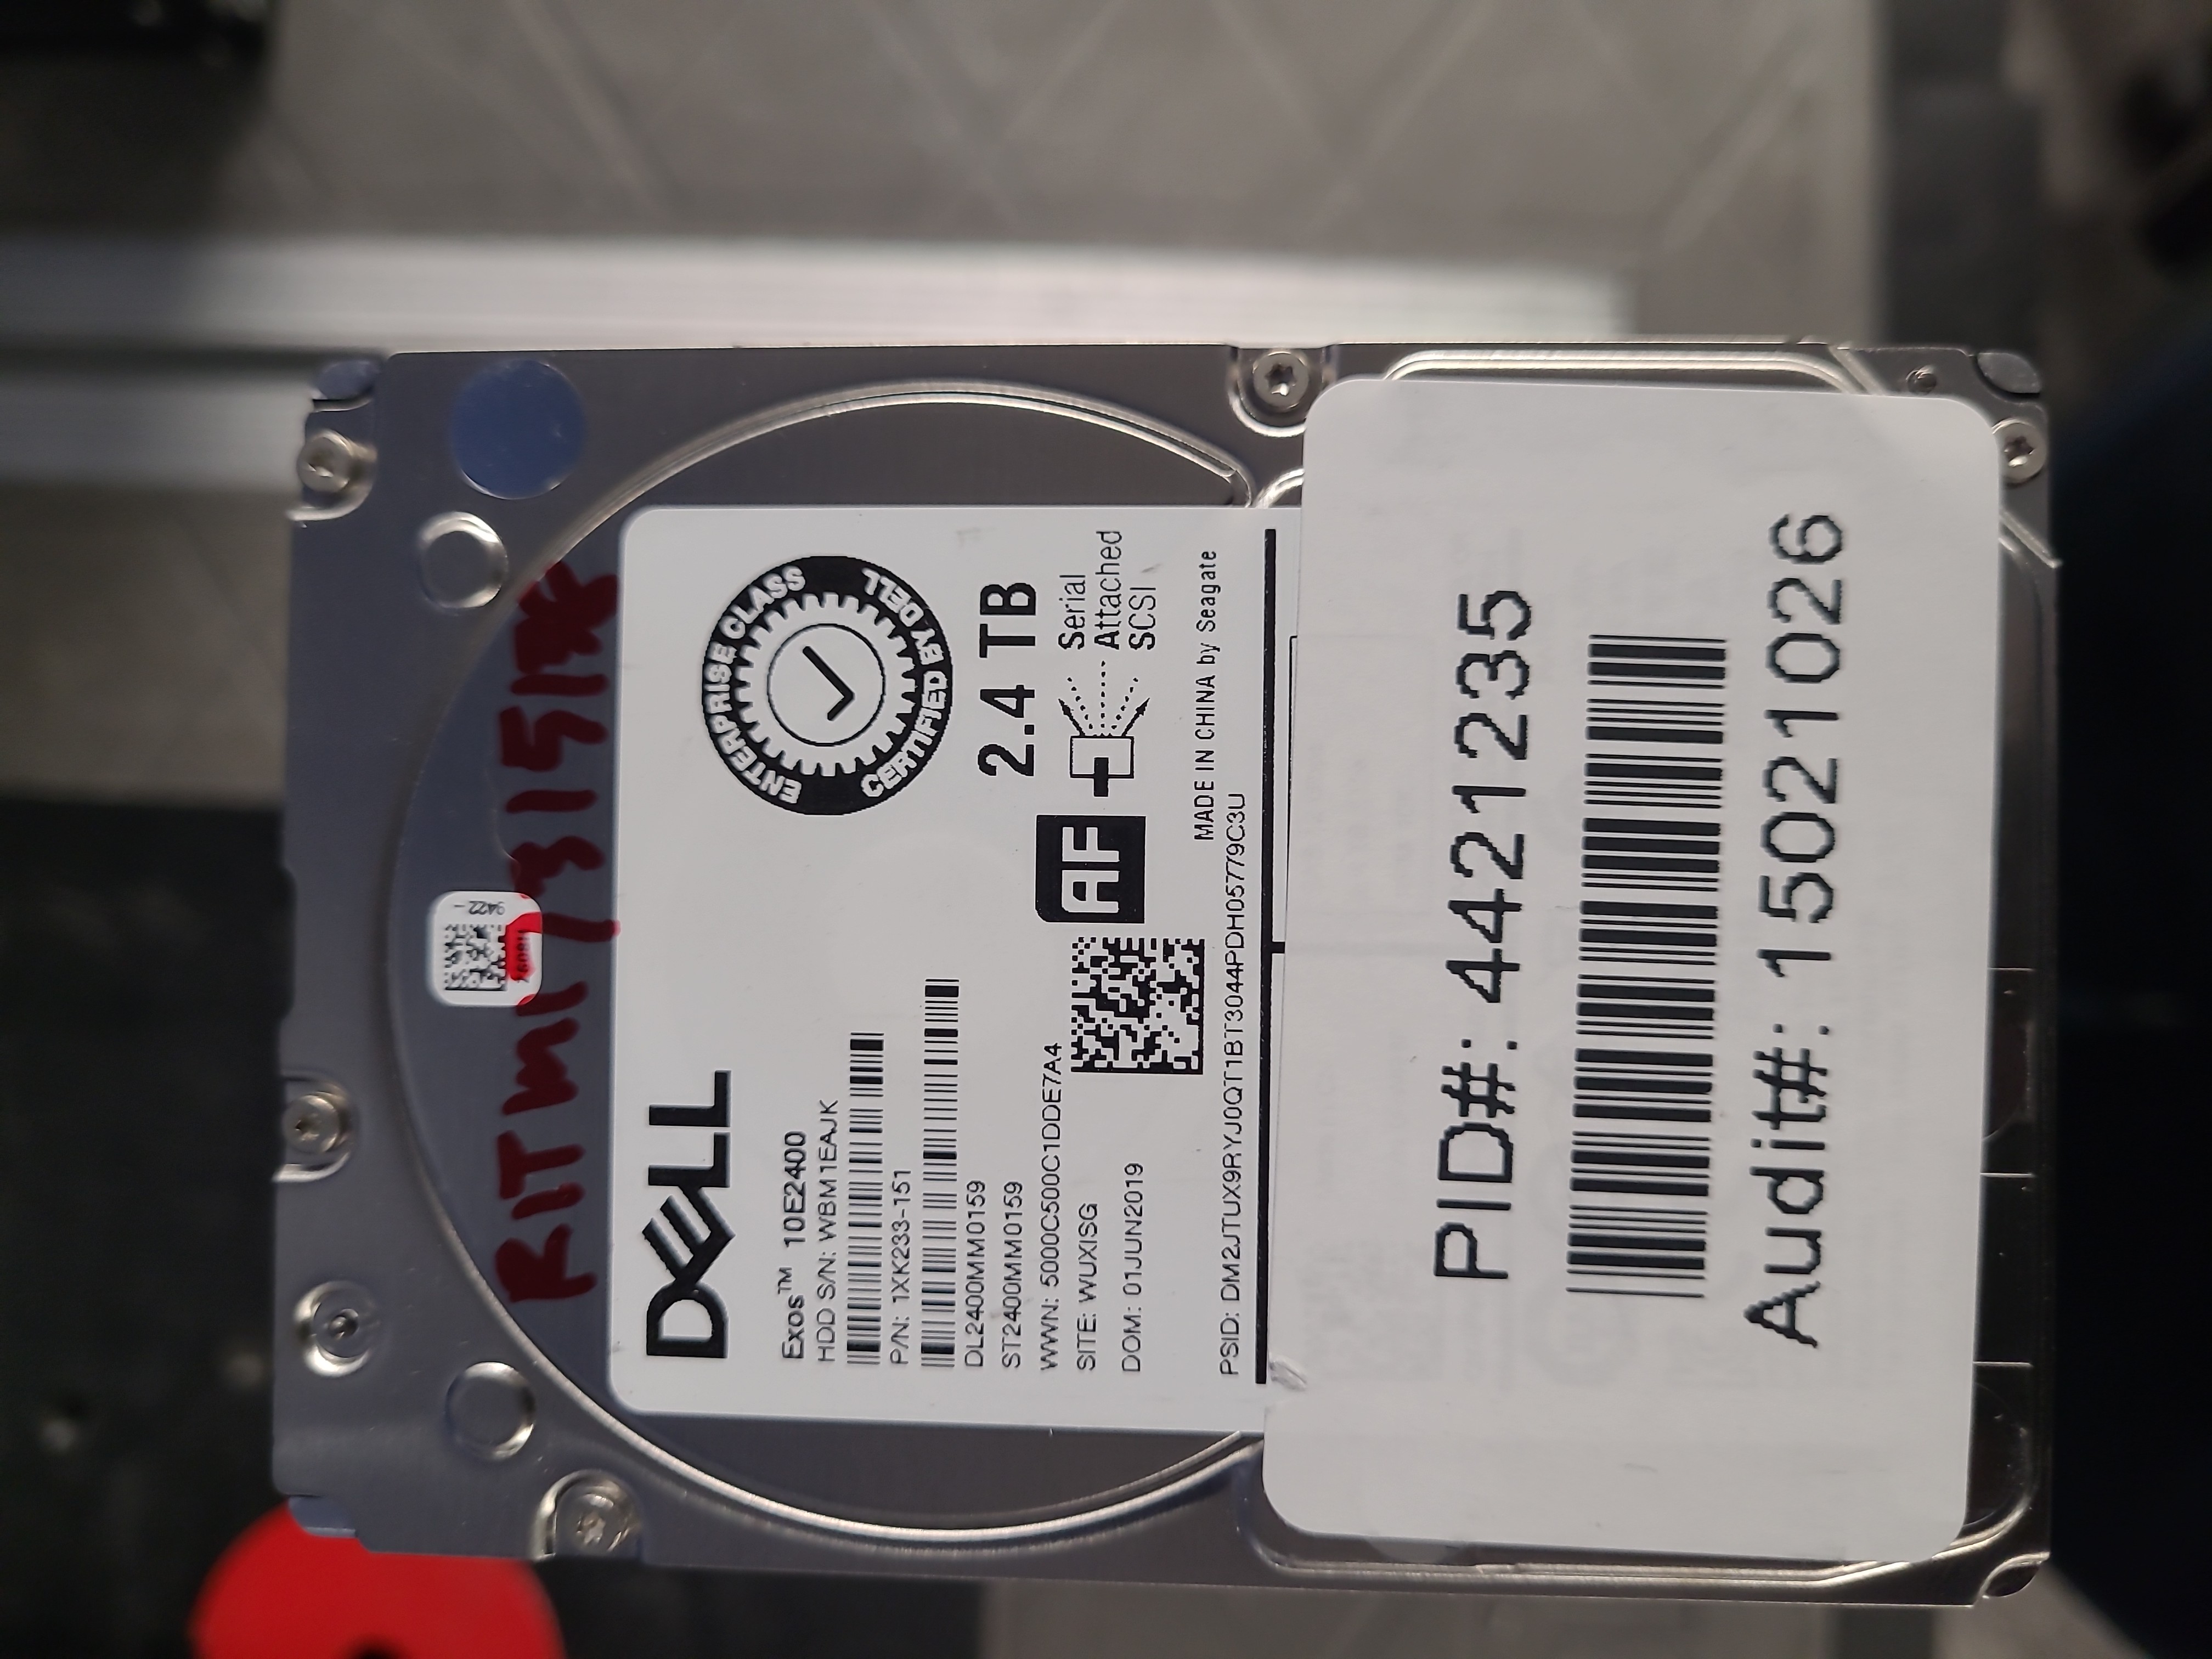 9422-
RITM1731513
DELL
ENTERPRISE CLASS
CERTIFIED BY DELL
Exos™ 10E2400
HDD S/N: WBM1EAJK
P/N: 1XK233-151
DL2400MM0159
ST2400MM0159
WWN: 5000C500C1DDE7A4
SITE: WUXISG
DOM: 01JUN2019
2.4 TB
AF
Serial
Attached
SCSI
MADE IN CHINA by Seagate
PSID: DM2JTUX9RYJ0QT1BT3044PDH05779C3U
PID#: 4421235
Audit#: 15021026